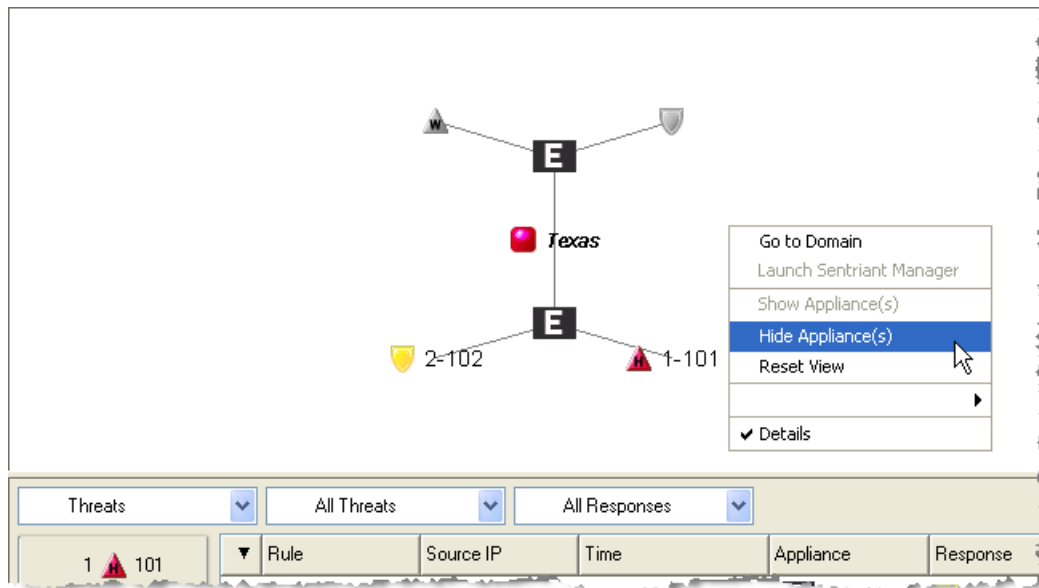 W
E
Texas
Go to Domain
Launch Sentriant Manager
Show Appliance(s)
Hide Appliance(s)
Reset View
Details
E
2-102
H 1-101
Threats
All Threats
All Responses
1 H 101
Rule
Source IP
Time
Appliance
Response